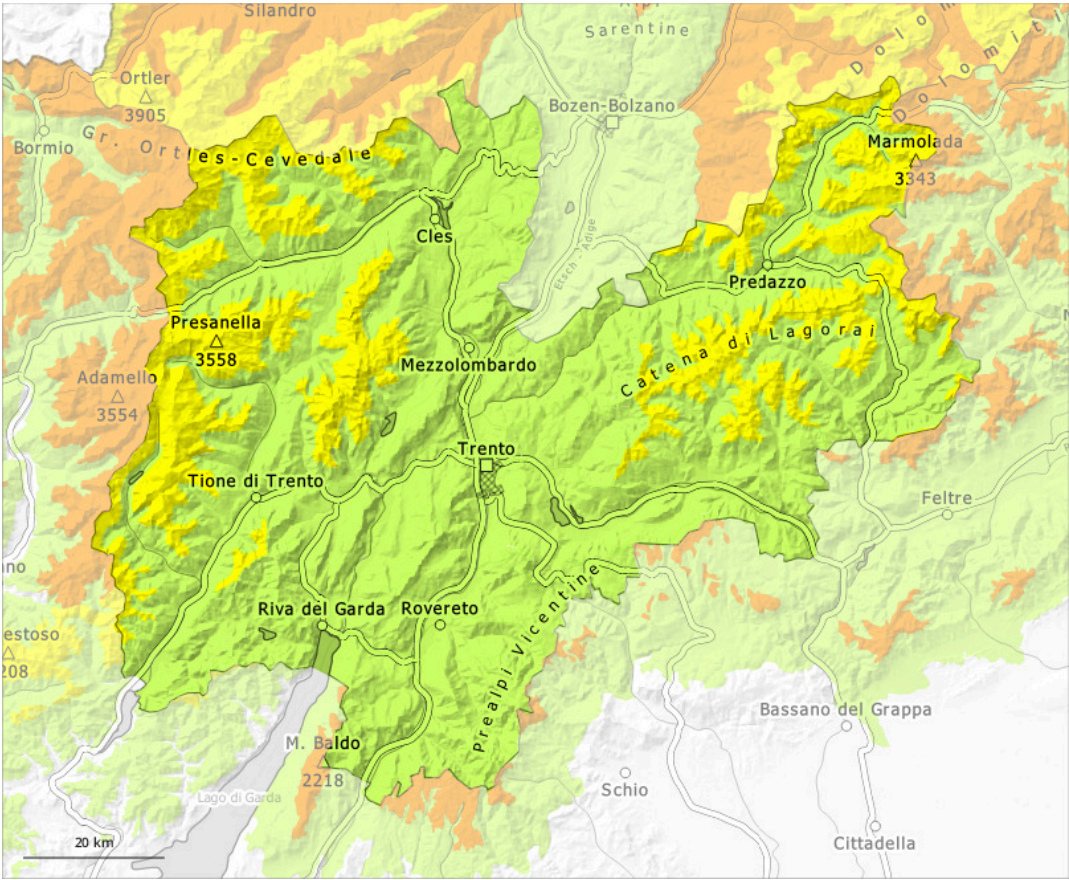 Silandro
Sarentine
Ortler
3905
Bozen-Bolzano
Bormio
Gr. Ortles-Cevedale
Marmolada
3343
Cles
Etsch - Adige
Predazzo
Presanella
3558
Catena di Lagorai
Mezzolombardo
Adamello
3554
Trento
Tione di Trento
Feltre
Riva del Garda
Rovereto
Prealpi Vicentine
Bassano del Grappa
M. Baldo
2218
Schio
Lago di Garda
20 km
Cittadella